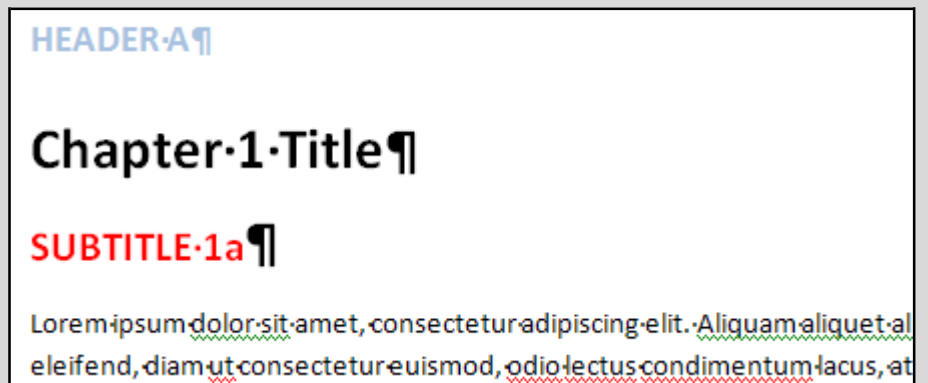 HEADER A¶
Chapter 1 Title¶
SUBTITLE 1a¶
Lorem ipsum dolor sit amet, consectetur adipiscing elit. Aliquam aliquet al
eleifend, diam ut consectetur euismod, odio lectus condimentum lacus, at